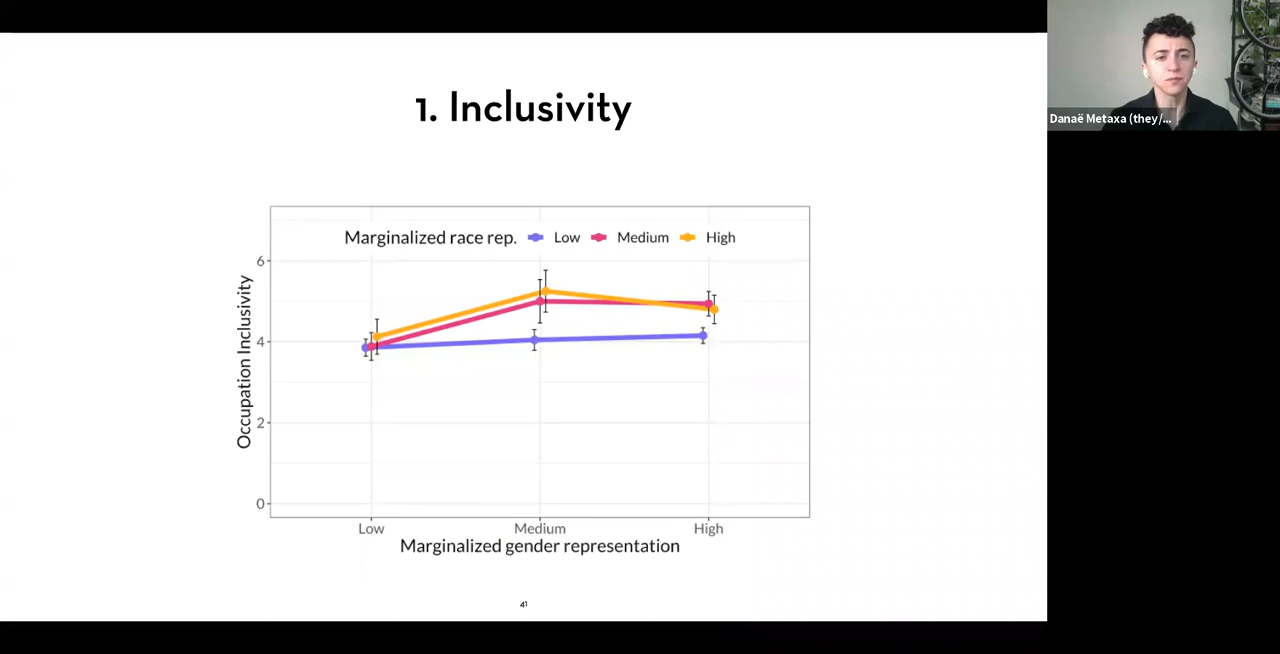 1. Inclusivity
Marginalized race rep. Low Medium High
Occupation Inclusivity
6
4
2
0
Low Medium High
Marginalized gender representation
41
Danaë Metaxa (they/...